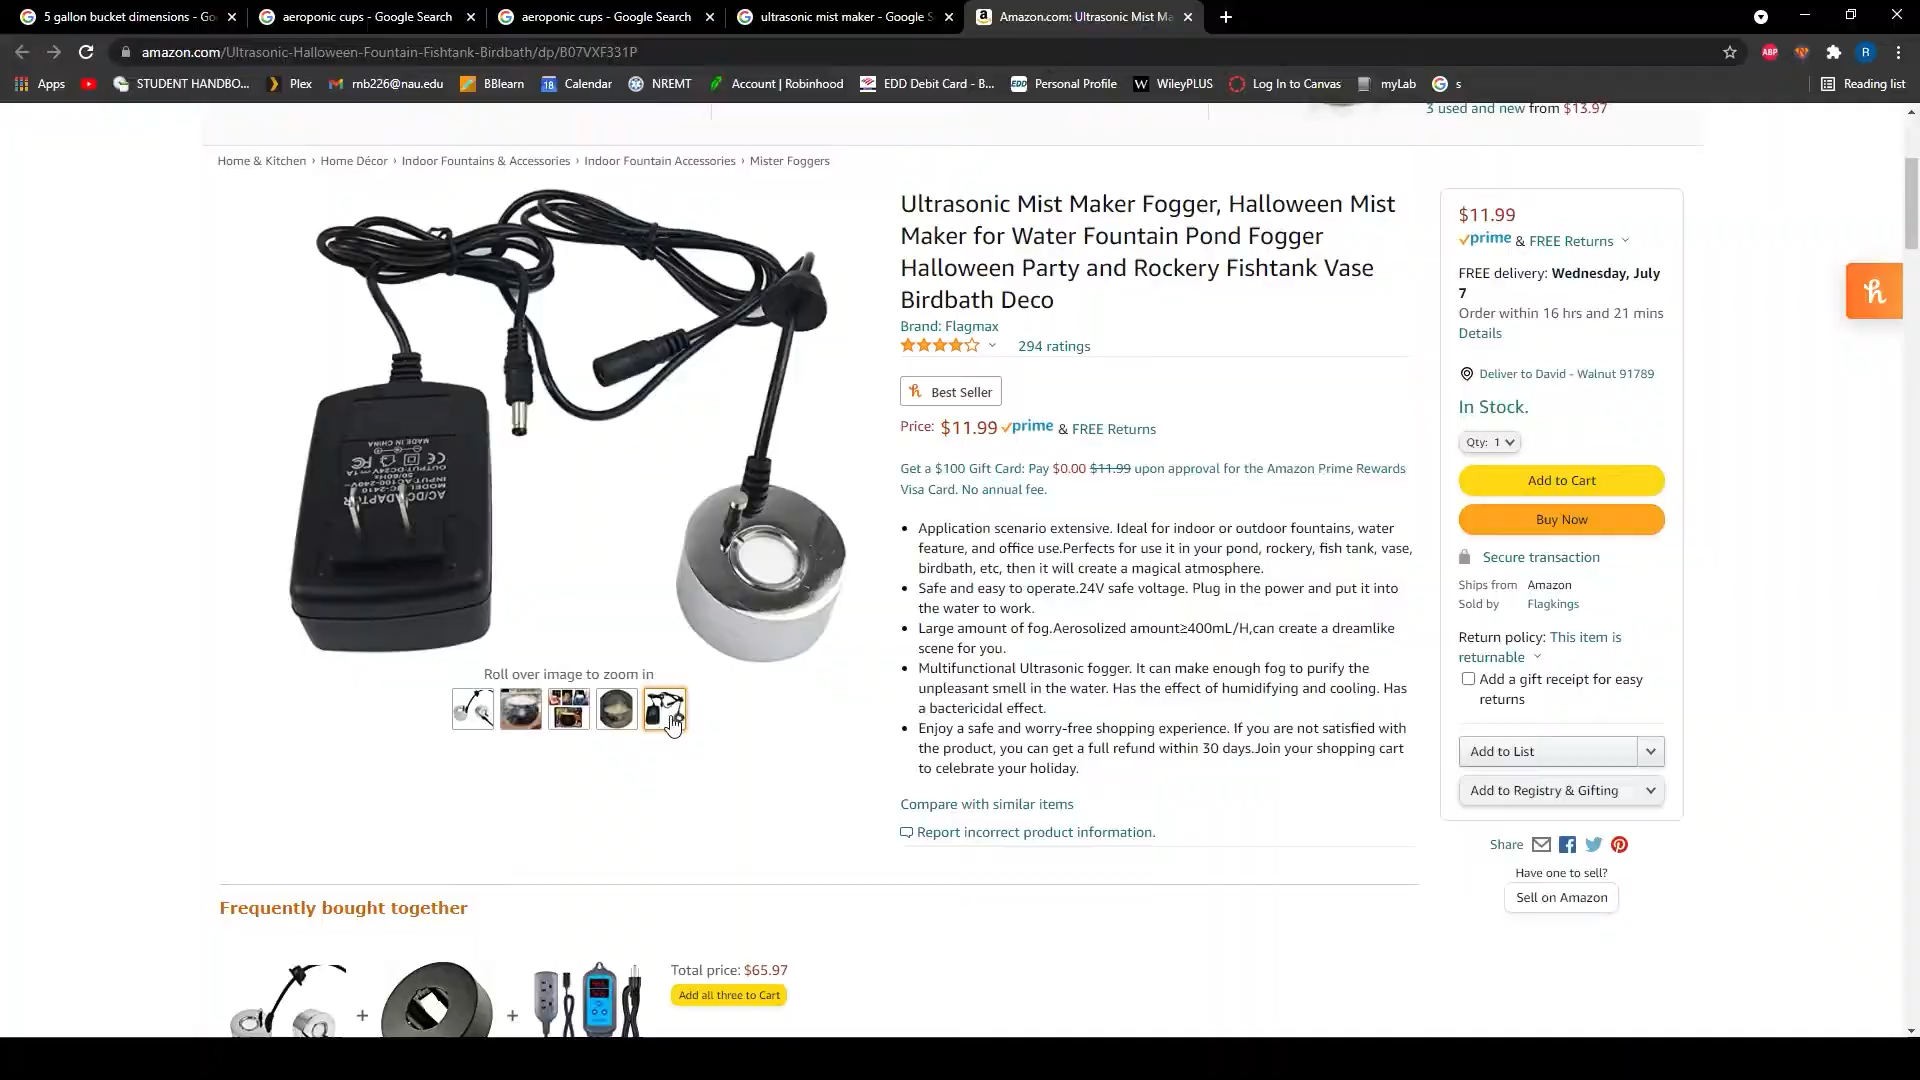 5 gallon bucket dimensions - Go
aeroponic cups - Google Search
aeroponic cups - Google Search
ultrasonic mist maker - Google S
Amazon.com: Ultrasonic Mist Ma
amazon.com/Ultrasonic-Halloween-Fountain-Fishtank-Birdbath/dp/B07VXF331P
ABP
R
Apps
STUDENT HANDBO...
Plex
rnb226@nau.edu
BBlearn
18
Calendar
NREMT
Account | Robinhood
EDD Debit Card - B...
EDD
Personal Profile
W
WileyPLUS
Log In to Canvas
myLab
s
Reading list
3 used and new from $13.97
Home & Kitchen › Home Décor › Indoor Fountains & Accessories › Indoor Fountain Accessories › Mister Foggers
AC/DC ADAPTOR
MADE IN CHINA
Roll over image to zoom in
Ultrasonic Mist Maker Fogger, Halloween Mist
Maker for Water Fountain Pond Fogger
Halloween Party and Rockery Fishtank Vase
Birdbath Deco
Brand: Flagmax
294 ratings
Best Seller
Price: $11.99 prime & FREE Returns
Get a $100 Gift Card: Pay $0.00 $11.99 upon approval for the Amazon Prime Rewards
Visa Card. No annual fee.
• Application scenario extensive. Ideal for indoor or outdoor fountains, water
feature, and office use.Perfects for use it in your pond, rockery, fish tank, vase,
birdbath, etc, then it will create a magical atmosphere.
• Safe and easy to operate.24V safe voltage. Plug in the power and put it into
the water to work.
• Large amount of fog.Aerosolized amount≥400mL/H,can create a dreamlike
scene for you.
• Multifunctional Ultrasonic fogger. It can make enough fog to purify the
unpleasant smell in the water. Has the effect of humidifying and cooling. Has
a bactericidal effect.
• Enjoy a safe and worry-free shopping experience. If you are not satisfied with
the product, you can get a full refund within 30 days.Join your shopping cart
to celebrate your holiday.
Compare with similar items
Report incorrect product information.
$11.99
prime & FREE Returns
FREE delivery: Wednesday, July
7
Order within 16 hrs and 21 mins
Details
Deliver to David - Walnut 91789
In Stock.
Qty: 1
Add to Cart
Buy Now
Secure transaction
Ships from Amazon
Sold by Flagkings
Return policy: This item is
returnable
Add a gift receipt for easy
returns
Add to List
Add to Registry & Gifting
Share
Have one to sell?
Sell on Amazon
h
Frequently bought together
+
+
Total price: $65.97
Add all three to Cart